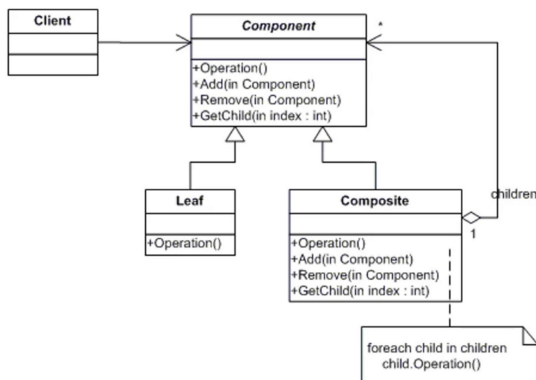 Client
Component
*
+Operation()
+Add(in Component)
+Remove(in Component)
+GetChild(in index : int)
Leaf
+Operation()
Composite
+Operation()
+Add(in Component)
+Remove(in Component)
+GetChild(in index : int)
children
1
foreach child in children
child.Operation()